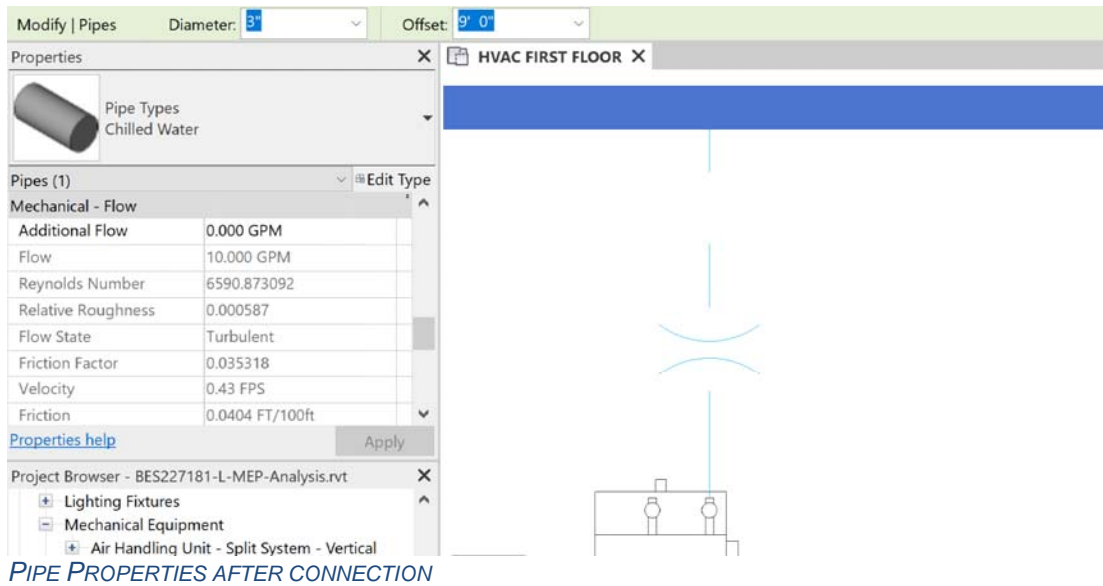 Modify | Pipes Diameter: 3" Offset: 9' 0"
Properties
HVAC FIRST FLOOR
Pipe Types
Chilled Water
Pipes (1) Edit Type
Mechanical - Flow
Additional Flow 0.000 GPM
Flow 10.000 GPM
Reynolds Number 6590.873092
Relative Roughness 0.000587
Flow State Turbulent
Friction Factor 0.035318
Velocity 0.43 FPS
Friction 0.0404 FT/100ft
Properties help Apply
Project Browser - BES227181-L-MEP-Analysis.rvt
Lighting Fixtures
Mechanical Equipment
Air Handling Unit - Split System - Vertical
PIPE PROPERTIES AFTER CONNECTION